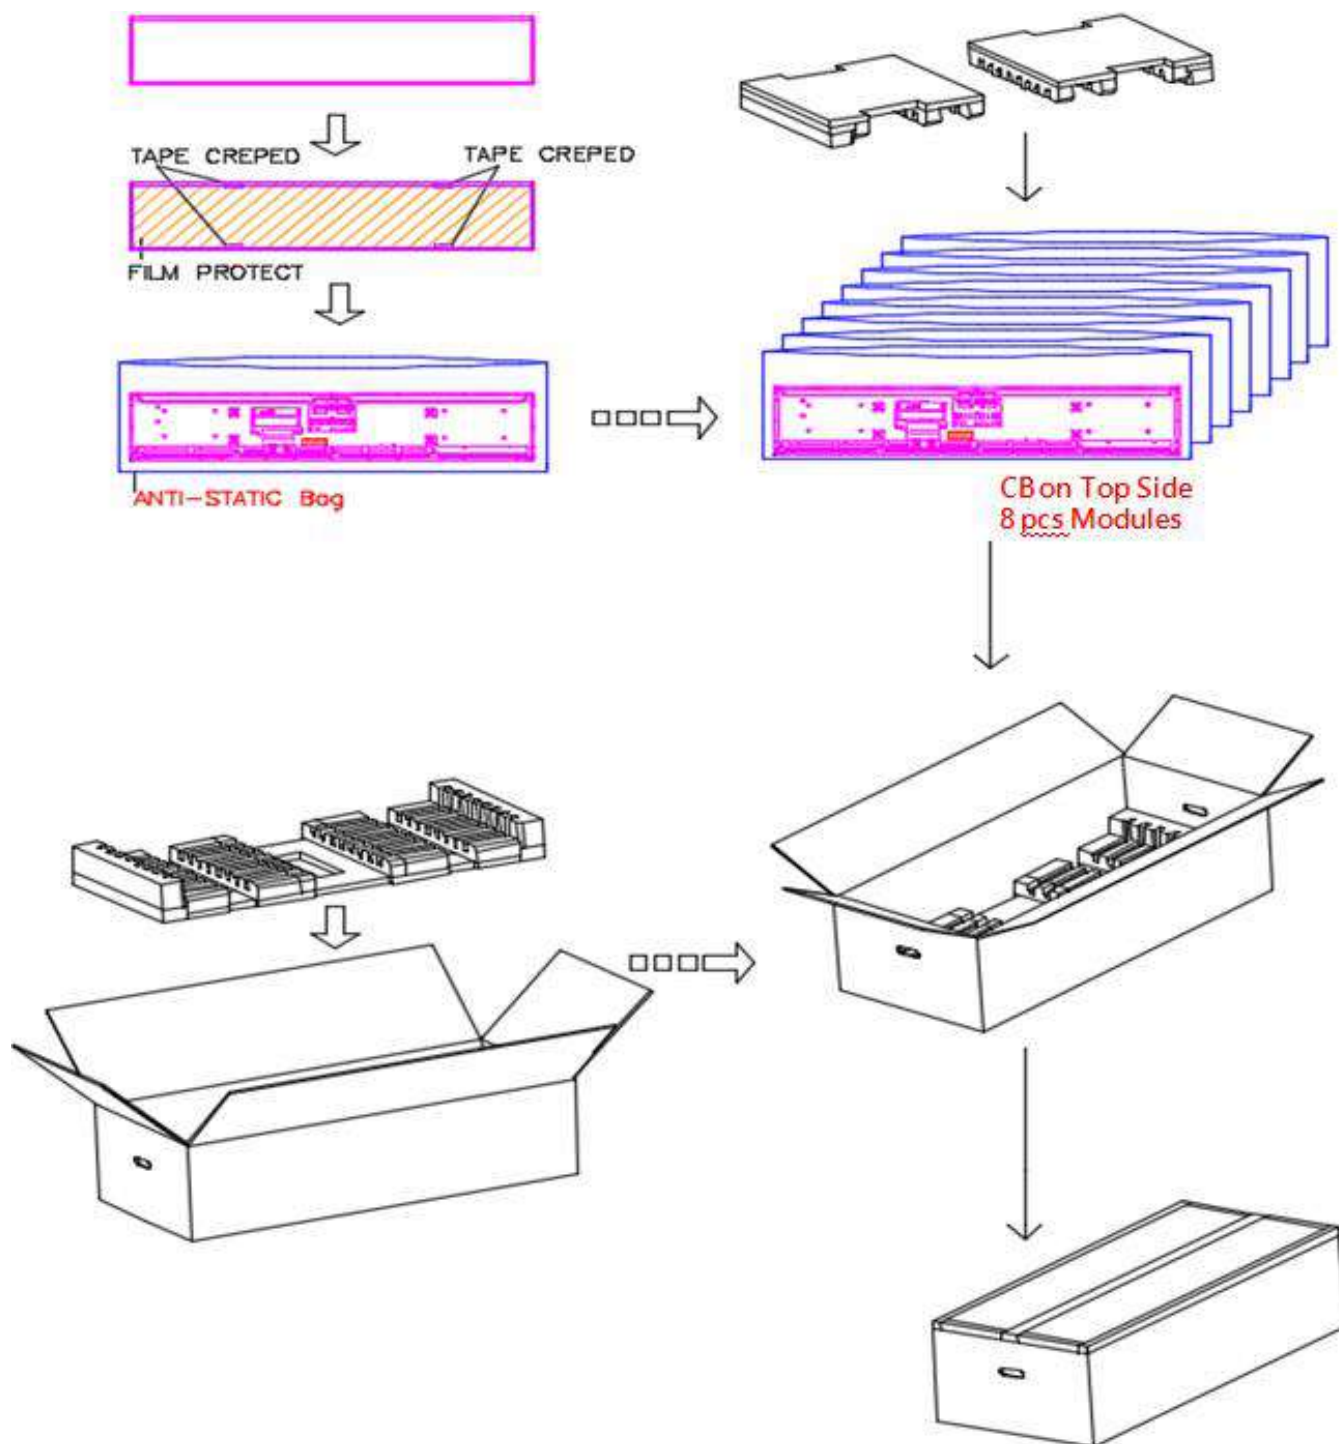 TAPE CREPED
TAPE CREPED
FILM PROTECT
ANTI-STATIC Bag
CB on Top Side
8 pcs Modules